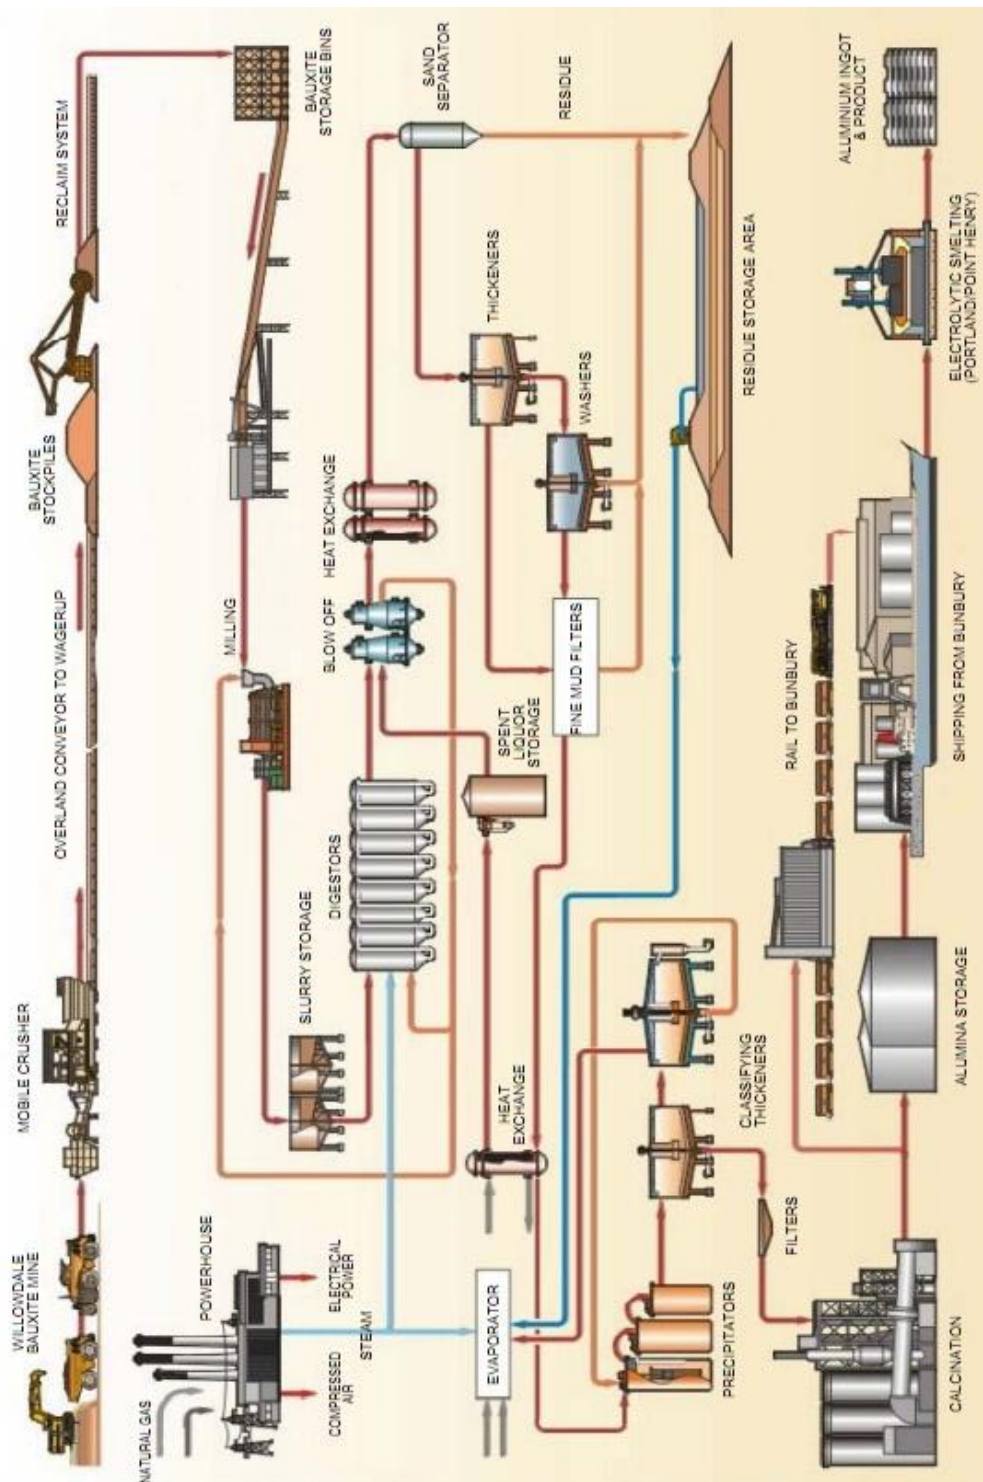 WILLOWDALE
BAUXITE MINE
MOBILE CRUSHER
OVERLAND CONVEYOR TO WAGERUP
BAUXITE
STOCKPILES
RECLAIM SYSTEM
NATURAL GAS
POWERHOUSE
MILLING
BAUXITE
STORAGE BINS
COMPRESSED
AIR
ELECTRICAL
POWER
STEAM
SLURRY STORAGE
DIGESTORS
BLOW OFF
HEAT EXCHANGE
SAND
SEPARATOR
EVAPORATOR
HEAT
EXCHANGE
SPENT
LIQUOR
STORAGE
THICKENERS
FINE MUD FILTERS
WASHERS
RESIDUE
PRECIPITATORS
CLASSIFYING
THICKENERS
RESIDUE STORAGE AREA
FILTERS
RAIL TO BUNBURY
CALCINATION
ALUMINA STORAGE
SHIPPING FROM BUNBURY
ELECTROLYTIC SMELTING
(PORTLAND/POINT HENRY)
ALUMINIUM INGOT
& PRODUCT